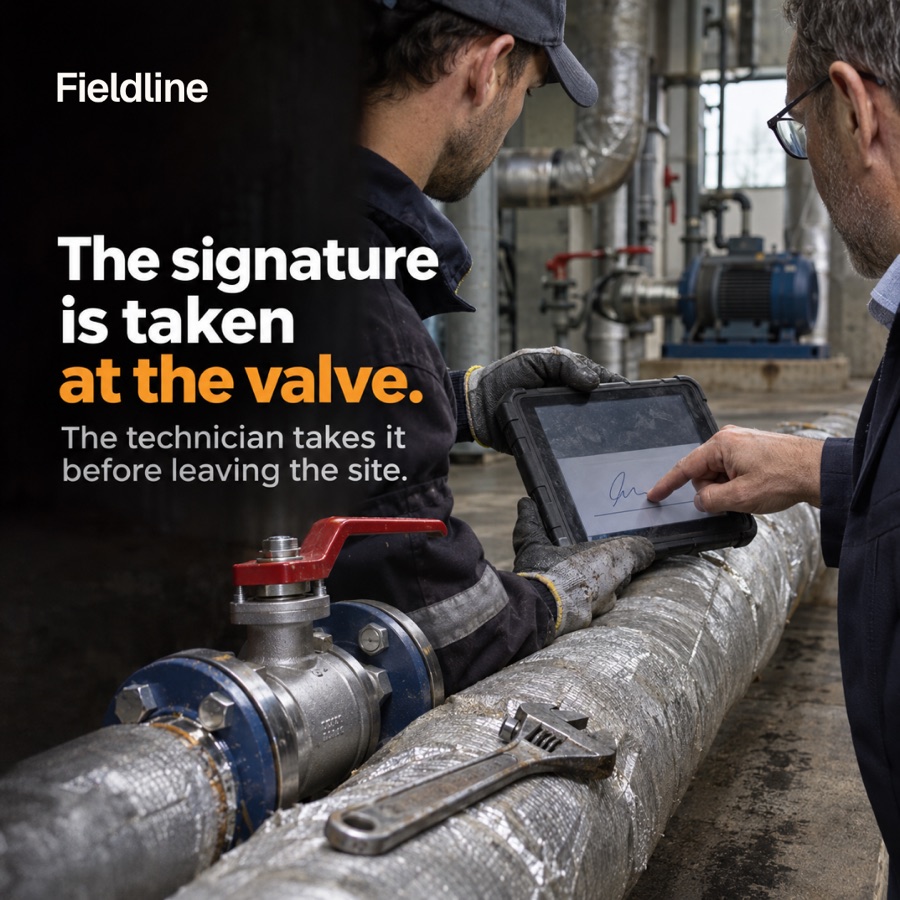 Fieldline
The signature
is taken
at the valve.
The technician takes it
before leaving the site.